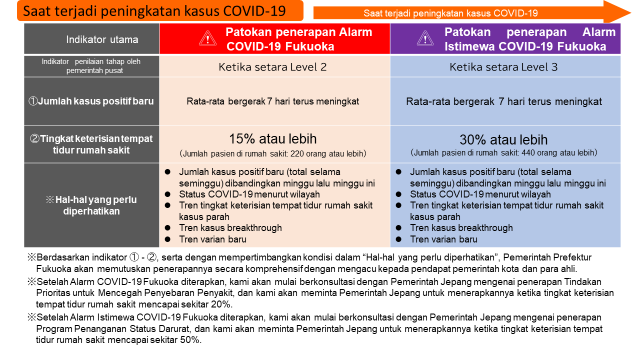 Saat terjadi peningkatan kasus COVID-19
Saat terjadi peningkatan kasus COVID-19
Indikator utama
Patokan penerapan Alarm
COVID-19 Fukuoka
Patokan penerapan Alarm
Istimewa COVID-19 Fukuoka
Indikator penilaian tahap oleh
pemerintah pusat
Ketika setara Level 2
Ketika setara Level 3
①Jumlah kasus positif baru
Rata-rata bergerak 7 hari terus meningkat
Rata-rata bergerak 7 hari terus meningkat
②Tingkat keterisian tempat
tidur rumah sakit
15% atau lebih
(Jumlah pasien di rumah sakit: 220 orang atau lebih)
30% atau lebih
(Jumlah pasien di rumah sakit: 440 orang atau lebih)
※Hal-hal yang perlu
diperhatikan
● Jumlah kasus positif baru (total selama
seminggu) dibandingkan minggu lalu minggu ini
● Status COVID-19 menurut wilayah
● Tren tingkat keterisian tempat tidur rumah sakit
kasus parah
● Tren kasus breakthrough
● Tren varian baru
● Jumlah kasus positif baru (total selama
seminggu) dibandingkan minggu lalu minggu ini
● Status COVID-19 menurut wilayah
● Tren tingkat keterisian tempat tidur rumah sakit
kasus parah
● Tren kasus breakthrough
● Tren varian baru
※Berdasarkan indikator ① - ②, serta dengan mempertimbangkan kondisi dalam “Hal-hal yang perlu diperhatikan”, Pemerintah Prefektur
Fukuoka akan memutuskan penerapannya secara komprehensif dengan mengacu kepada pendapat pemerintah kota dan para ahli.
※Setelah Alarm COVID-19 Fukuoka diterapkan, kami akan mulai berkonsultasi dengan Pemerintah Jepang mengenai penerapan Tindakan
Prioritas untuk Mencegah Penyebaran Penyakit, dan kami akan meminta Pemerintah Jepang untuk menerapkannya ketika tingkat keterisian
tempat tidur rumah sakit mencapai sekitar 20%.
※Setelah Alarm Istimewa COVID-19 Fukuoka diterapkan, kami akan mulai berkonsultasi dengan Pemerintah Jepang mengenai penerapan
Program Penanganan Status Darurat, dan kami akan meminta Pemerintah Jepang untuk menerapkannya ketika tingkat keterisian tempat
tidur rumah sakit mencapai sekitar 50%.